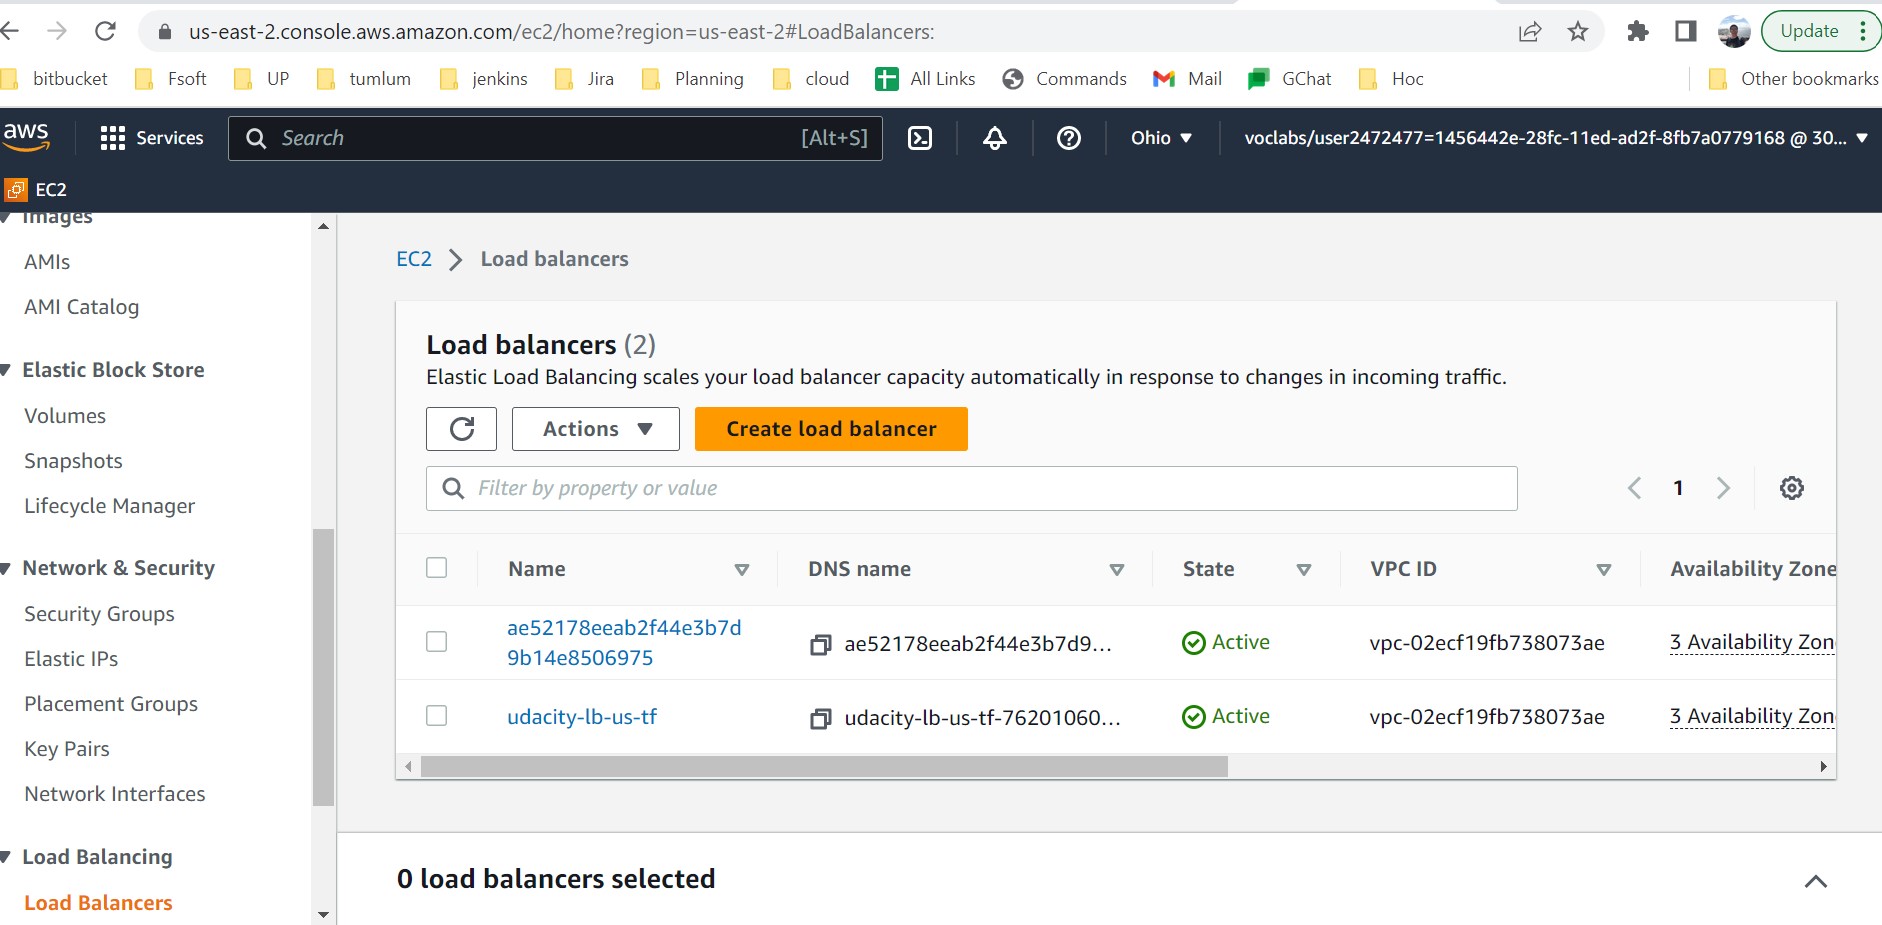 us-east-2.console.aws.amazon.com/ec2/home?region=us-east-2#LoadBalancers:
Update
bitbucket Fsoft UP tumlum jenkins Jira Planning cloud All Links Commands Mail GChat Hoc Other bookmarks
aws Services Search [Alt+S] Ohio voclabs/user2472477=1456442e-28fc-11ed-ad2f-8fb7a0779168 @ 30...
EC2
Images
AMIs
AMI Catalog
Elastic Block Store
Volumes
Snapshots
Lifecycle Manager
Network & Security
Security Groups
Elastic IPs
Placement Groups
Key Pairs
Network Interfaces
Load Balancing
Load Balancers
EC2 Load balancers
Load balancers (2)
Elastic Load Balancing scales your load balancer capacity automatically in response to changes in incoming traffic.
Actions Create load balancer
Filter by property or value 1
Name DNS name State VPC ID Availability Zone
ae52178eeab2f44e3b7d
9b14e8506975
ae52178eeab2f44e3b7d9... Active vpc-02ecf19fb738073ae 3 Availability Zon
udacity-lb-us-tf udacity-lb-us-tf-76201060... Active vpc-02ecf19fb738073ae 3 Availability Zon
0 load balancers selected